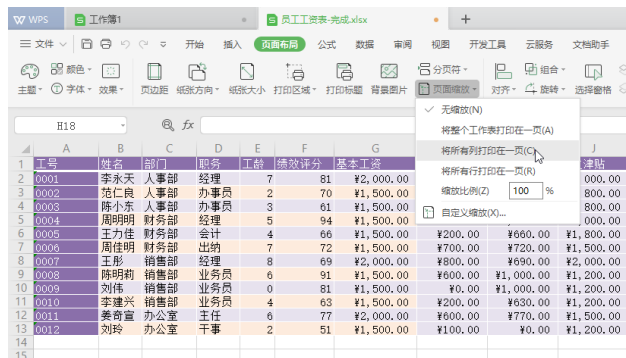 WPS 工作簿1 员工工资表-完成.xlsx
文件 开始 插入 页面布局 公式 数据 审阅 视图 开发工具 云服务 文档助手
颜色 分页符 组合
主题 字体 效果 页边距 纸张方向 纸张大小 打印区域 打印标题 背景图片 页面缩放 对齐 旋转 选择窗格
H18 fx
无缩放(N)
将整个工作表打印在一页(A)
将所有列打印在一页(C)
将所有行打印在一页(R)
缩放比例(Z) 100 %
自定义缩放(X)...
A B C D E F G J
1 工号 姓名 部门 职务 工龄 绩效评分 基本工资 津贴
2 0001 李永天 人事部 经理 7 81 ¥2,000.00 000.00
3 0002 范仁良 人事部 办事员 2 70 ¥1,500.00 800.00
4 0003 陈小东 人事部 办事员 3 61 ¥1,500.00 800.00
5 0004 周明明 财务部 经理 5 94 ¥1,500.00 000.00
6 0005 王力佳 财务部 会计 4 66 ¥1,500.00 ¥200.00 ¥660.00 ¥1,800.00
7 0006 周佳明 财务部 出纳 7 72 ¥1,500.00 ¥700.00 ¥720.00 ¥1,500.00
8 0007 王彤 销售部 经理 8 69 ¥2,000.00 ¥800.00 ¥690.00 ¥2,000.00
9 0008 陈明莉 销售部 业务员 6 91 ¥1,500.00 ¥600.00 ¥1,000.00 ¥1,200.00
10 0009 刘伟 销售部 业务员 0 81 ¥1,500.00 ¥0.00 ¥1,000.00 ¥1,200.00
11 0010 李建兴 销售部 业务员 4 63 ¥1,500.00 ¥200.00 ¥630.00 ¥1,200.00
12 0011 姜奇宣 办公室 主任 6 77 ¥2,000.00 ¥600.00 ¥770.00 ¥1,500.00
13 0012 刘玲 办公室 干事 2 51 ¥1,500.00 ¥100.00 ¥0.00 ¥1,200.00
14
15